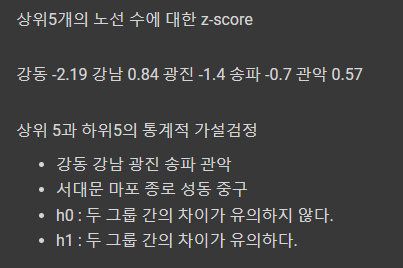 상위5개의 노선 수에 대한 z-score
강동 -2.19 강남 0.84 광진 -1.4 송파 -0.7 관악 0.57
상위 5과 하위5의 통계적 가설검정
• 강동 강남 광진 송파 관악
• 서대문 마포 종로 성동 중구
• h0 : 두 그룹 간의 차이가 유의하지 않다.
• h1 : 두 그룹 간의 차이가 유의하다.